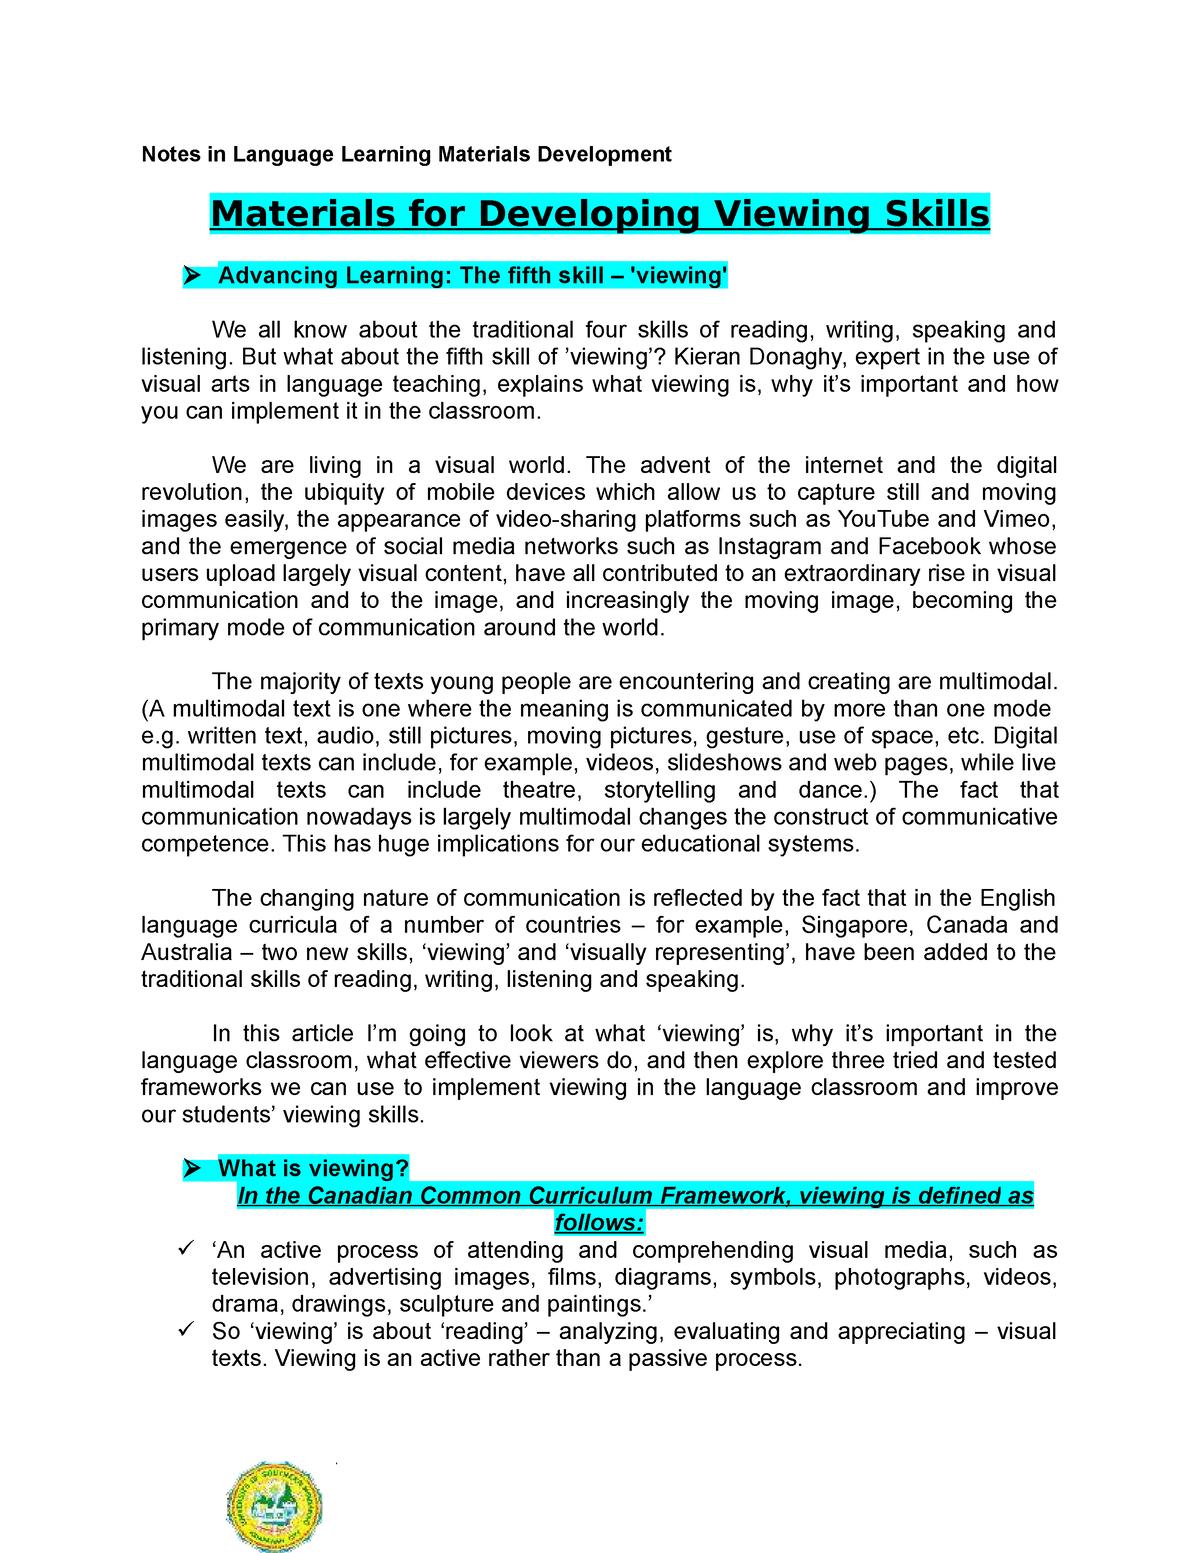 Notes in Language Learning Materials Development
Materials for Developing Viewing Skills
➢ Advancing Learning: The fifth skill – 'viewing'
We all know about the traditional four skills of reading, writing, speaking and
listening. But what about the fifth skill of ’viewing’? Kieran Donaghy, expert in the use of
visual arts in language teaching, explains what viewing is, why it’s important and how
you can implement it in the classroom.
We are living in a visual world. The advent of the internet and the digital
revolution, the ubiquity of mobile devices which allow us to capture still and moving
images easily, the appearance of video-sharing platforms such as YouTube and Vimeo,
and the emergence of social media networks such as Instagram and Facebook whose
users upload largely visual content, have all contributed to an extraordinary rise in visual
communication and to the image, and increasingly the moving image, becoming the
primary mode of communication around the world.
The majority of texts young people are encountering and creating are multimodal.
(A multimodal text is one where the meaning is communicated by more than one mode
e.g. written text, audio, still pictures, moving pictures, gesture, use of space, etc. Digital
multimodal texts can include, for example, videos, slideshows and web pages, while live
multimodal texts can include theatre, storytelling and dance.) The fact that
communication nowadays is largely multimodal changes the construct of communicative
competence. This has huge implications for our educational systems.
The changing nature of communication is reflected by the fact that in the English
language curricula of a number of countries – for example, Singapore, Canada and
Australia – two new skills, ‘viewing’ and ‘visually representing’, have been added to the
traditional skills of reading, writing, listening and speaking.
In this article I’m going to look at what ‘viewing’ is, why it’s important in the
language classroom, what effective viewers do, and then explore three tried and tested
frameworks we can use to implement viewing in the language classroom and improve
our students’ viewing skills.
➢ What is viewing?
In the Canadian Common Curriculum Framework, viewing is defined as
follows:
✓ ‘An active process of attending and comprehending visual media, such as
television, advertising images, films, diagrams, symbols, photographs, videos,
drama, drawings, sculpture and paintings.’
✓ So ‘viewing’ is about ‘reading’ – analyzing, evaluating and appreciating – visual
texts. Viewing is an active rather than a passive process.
UNIVERSITY OF SOUTHERN